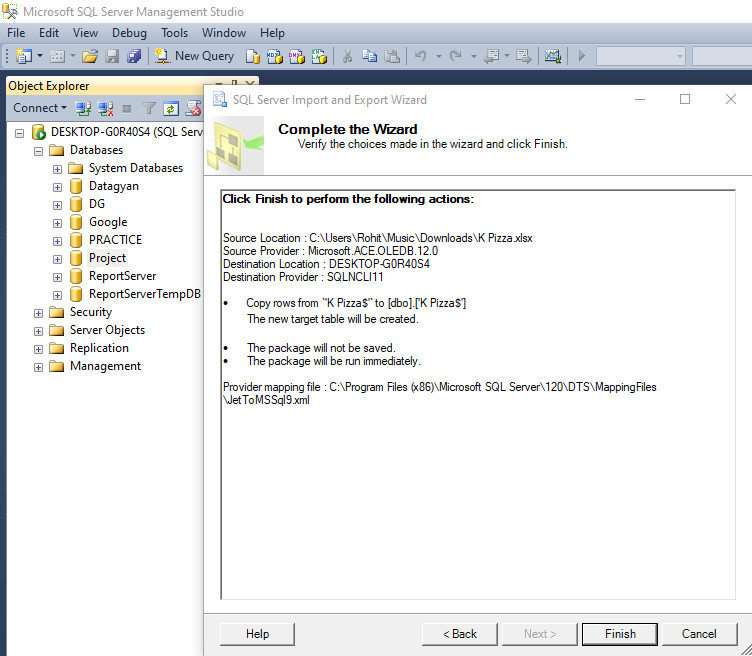 Microsoft SQL Server Management Studio
File Edit View Debug Tools Window Help
New Query
Object Explorer
Connect
DESKTOP-G0R40S4 (SQL Serv
Databases
System Databases
Datagyan
DG
Google
PRACTICE
Project
ReportServer
ReportServerTempDB
Security
Server Objects
Replication
Management
SQL Server Import and Export Wizard
Complete the Wizard
Verify the choices made in the wizard and click Finish.
Click Finish to perform the following actions:
Source Location : C:\Users\Rohit\Music\Downloads\K Pizza.xlsx
Source Provider : Microsoft.ACE.OLEDB.12.0
Destination Location : DESKTOP-G0R40S4
Destination Provider : SQLNCLI11
• Copy rows from `'K Pizza$'` to [dbo].['K Pizza$']
The new target table will be created.
• The package will not be saved.
• The package will be run immediately.
Provider mapping file : C:\Program Files (x86)\Microsoft SQL Server\120\DTS\MappingFiles
\JetToMSSql9.xml
Help < Back Next > Finish Cancel